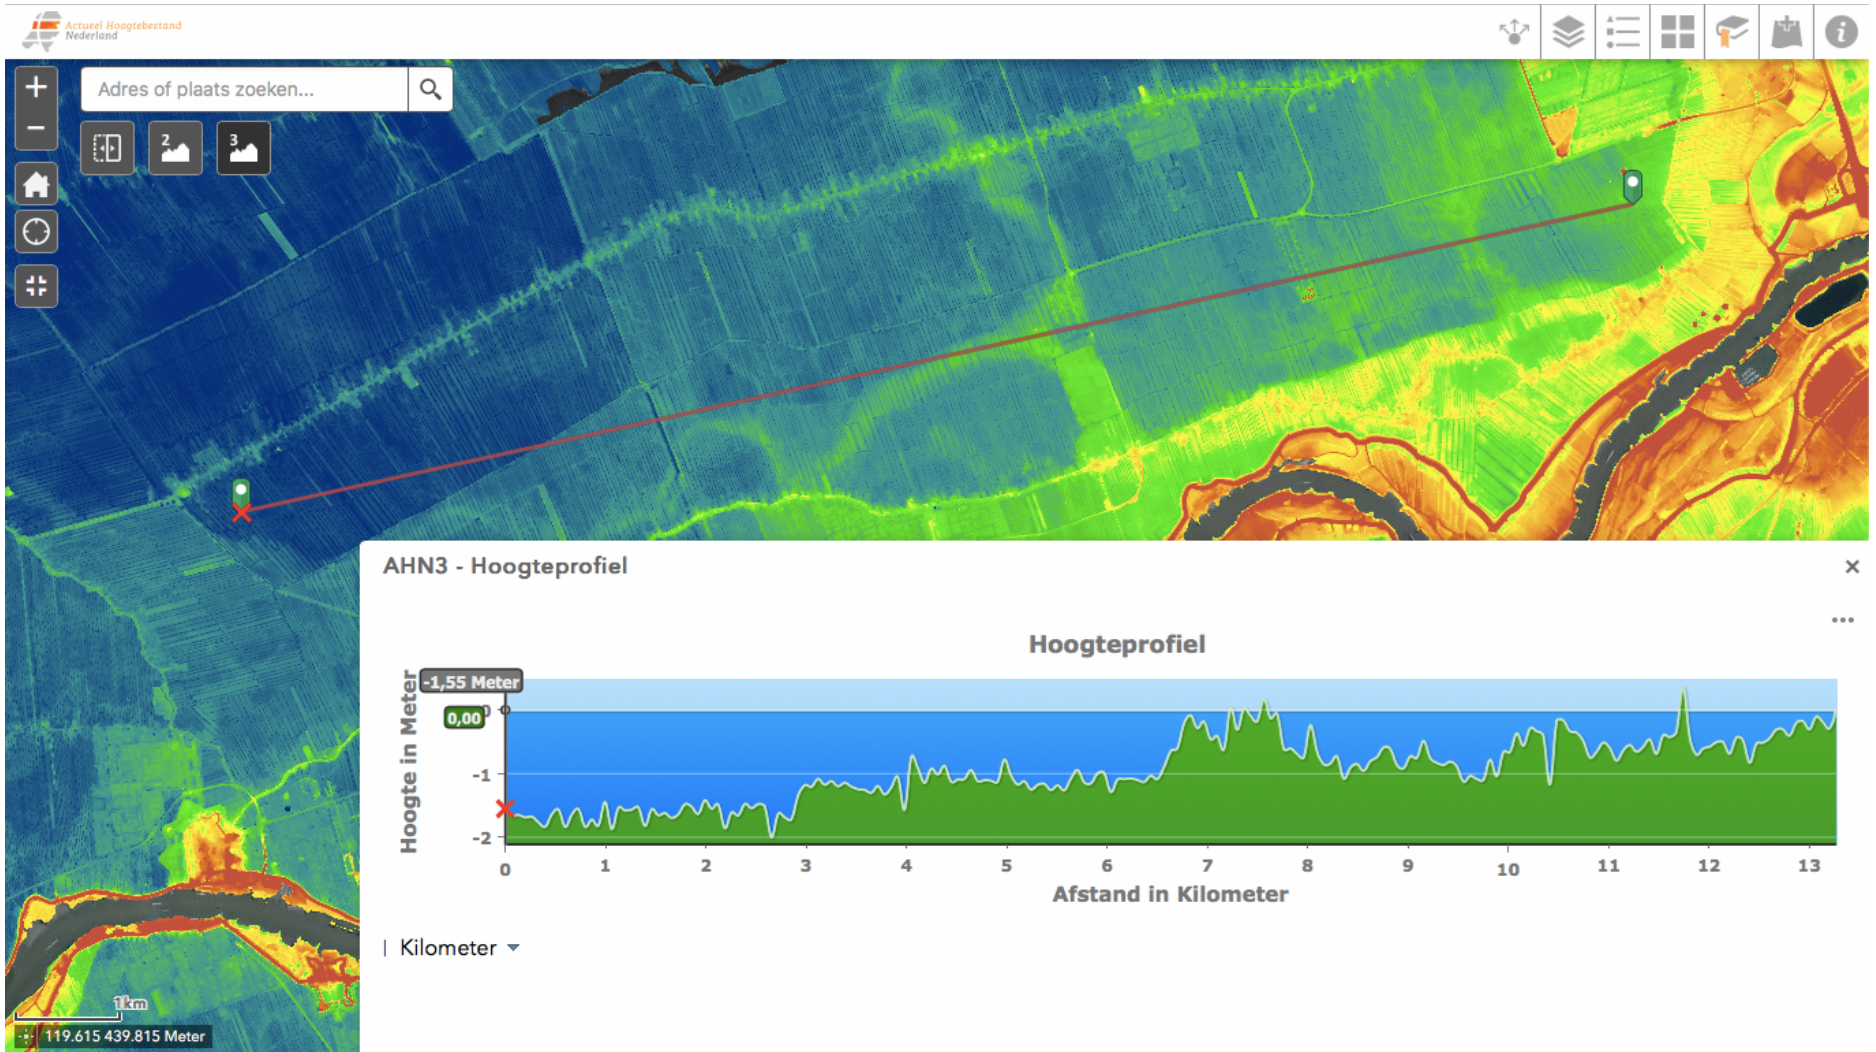 Actueel Hoogtebestand
Nederland
+
−
Adres of plaats zoeken...
2
3
AHN3 - Hoogteprofiel
×
...
Hoogteprofiel
-1,55 Meter
0,00
0
-1
-2
Hoogte in Meter
0 1 2 3 4 5 6 7 8 9 10 11 12 13
Afstand in Kilometer
| Kilometer
1km
119.615 439.815 Meter